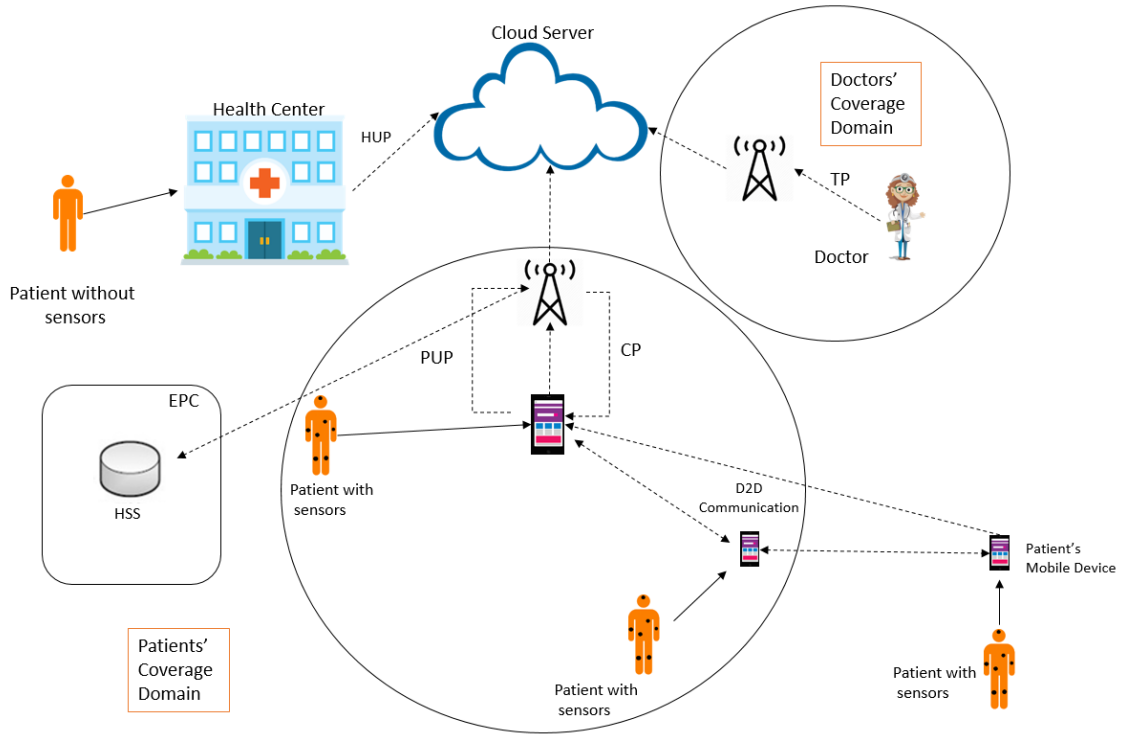 Cloud Server
Doctors’
Coverage
Domain
Health Center
HUP
TP
Doctor
Patient without
sensors
PUP
CP
EPC
HSS
Patient with
sensors
D2D
Communication
Patient’s
Mobile Device
Patients’
Coverage
Domain
Patient with
sensors
Patient with
sensors